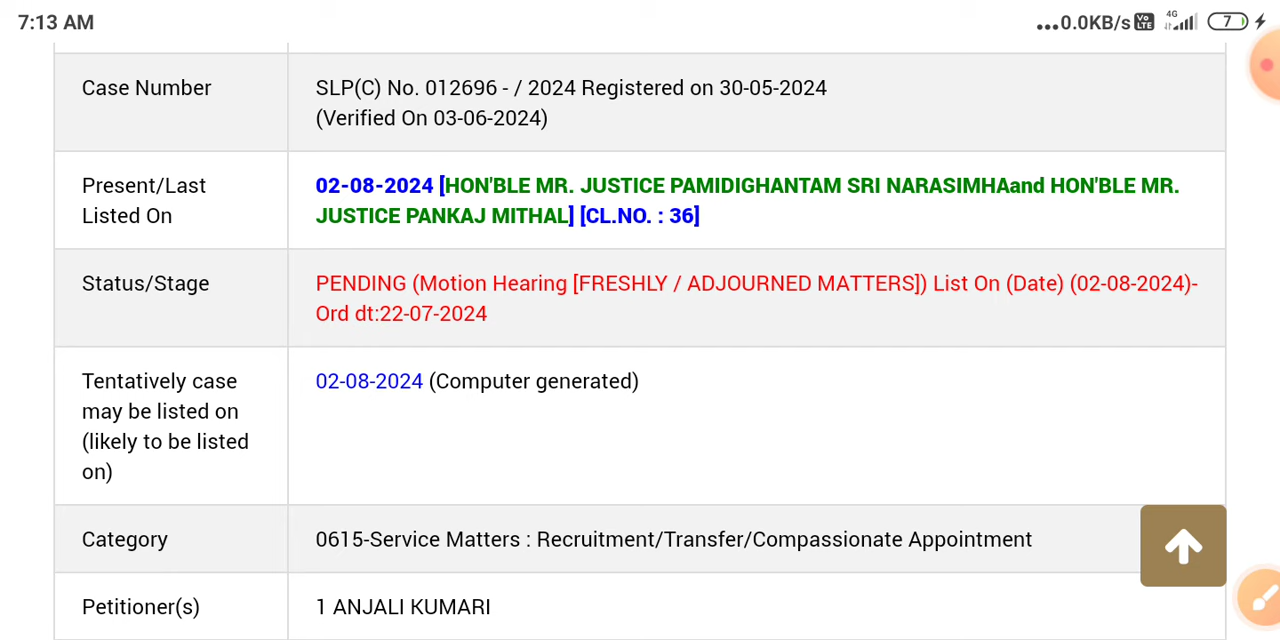 7:13 AM
...0.0KB/s Vo LTE 4G 7
Case Number
SLP(C) No. 012696 - / 2024 Registered on 30-05-2024
(Verified On 03-06-2024)
Present/Last
Listed On
02-08-2024 [HON'BLE MR. JUSTICE PAMIDIGHANTAM SRI NARASIMHAand HON'BLE MR.
JUSTICE PANKAJ MITHAL] [CL.NO. : 36]
Status/Stage
PENDING (Motion Hearing [FRESHLY / ADJOURNED MATTERS]) List On (Date) (02-08-2024)-
Ord dt:22-07-2024
Tentatively case
may be listed on
(likely to be listed
on)
02-08-2024 (Computer generated)
Category
0615-Service Matters : Recruitment/Transfer/Compassionate Appointment
Petitioner(s)
1 ANJALI KUMARI